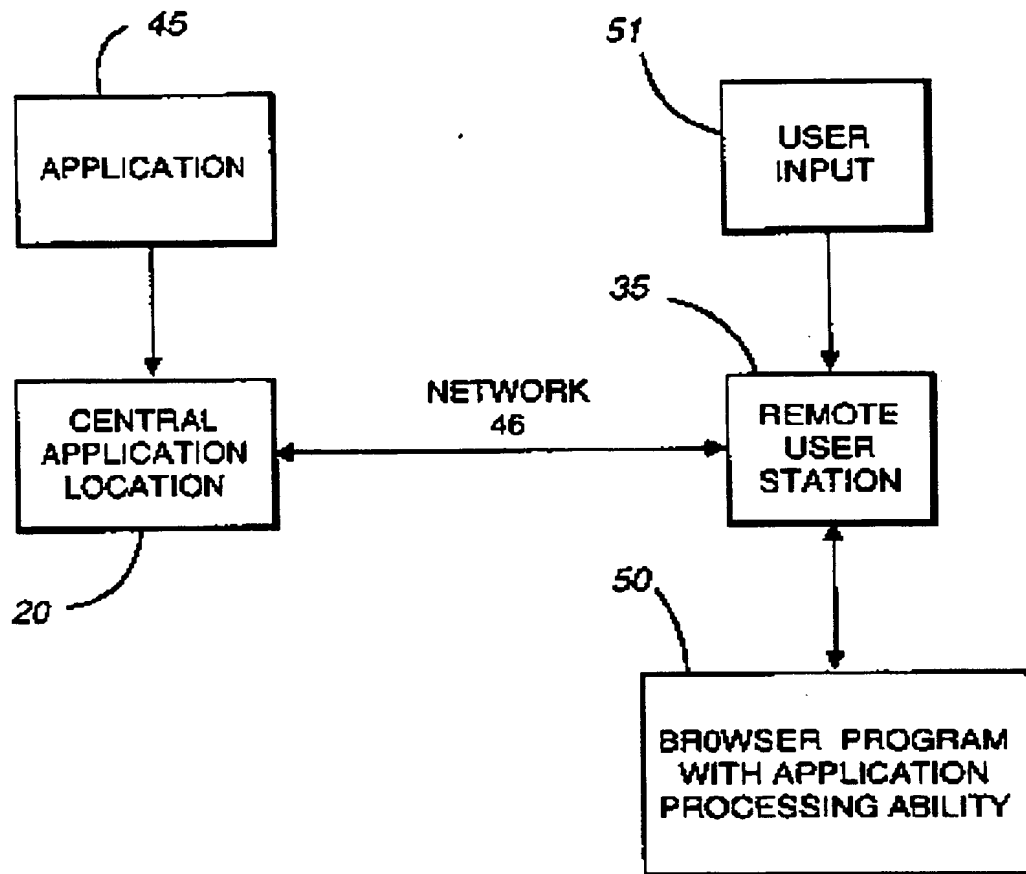 45
APPLICATION
51
USER
INPUT
CENTRAL
APPLICATION
LOCATION
20
NETWORK
46
35
REMOTE
USER
STATION
50
BROWSER PROGRAM
WITH APPLICATION
PROCESSING ABILITY